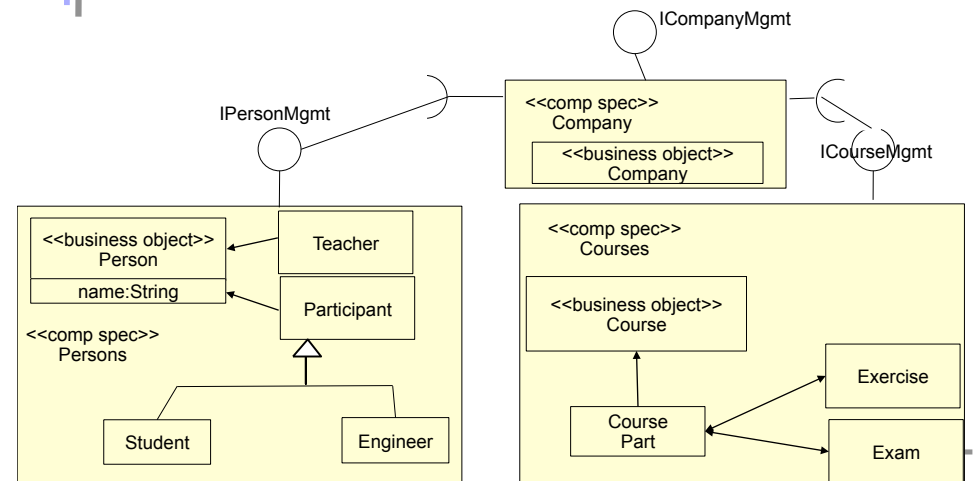 ICompanyMgmt
IPersonMgmt
<<comp spec>>
Company
<<business object>>
Company
ICourseMgmt
<<business object>>
Person
name:String
<<comp spec>>
Persons
Teacher
Participant
Student
Engineer
<<comp spec>>
Courses
<<business object>>
Course
Course
Part
Exercise
Exam